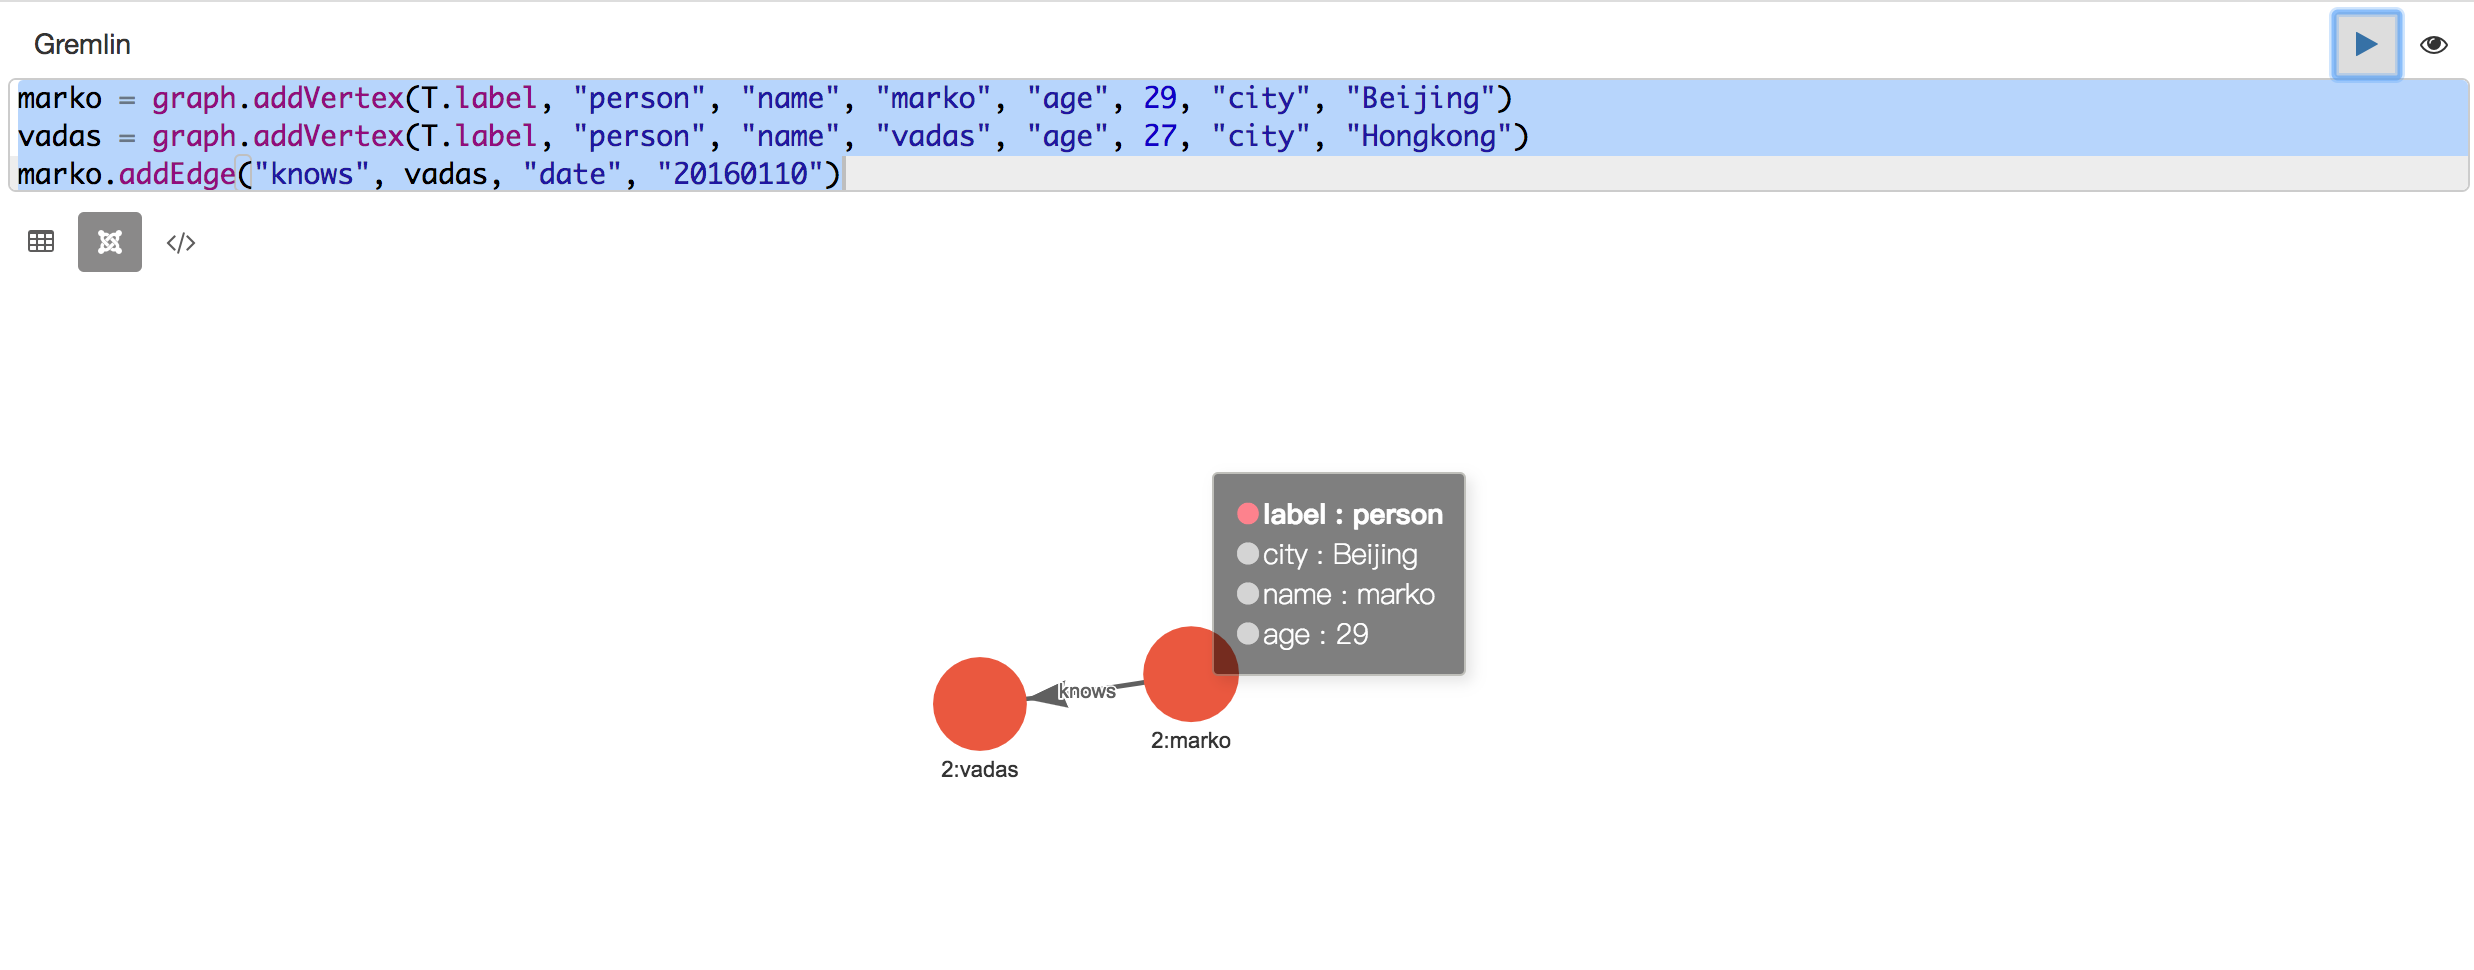 Gremlin
marko = graph.addVertex(T.label, "person", "name", "marko", "age", 29, "city", "Beijing")
vadas = graph.addVertex(T.label, "person", "name", "vadas", "age", 27, "city", "Hongkong")
marko.addEdge("knows", vadas, "date", "20160110")
</>
label : person
city : Beijing
name : marko
age : 29
knows
2:marko
2:vadas